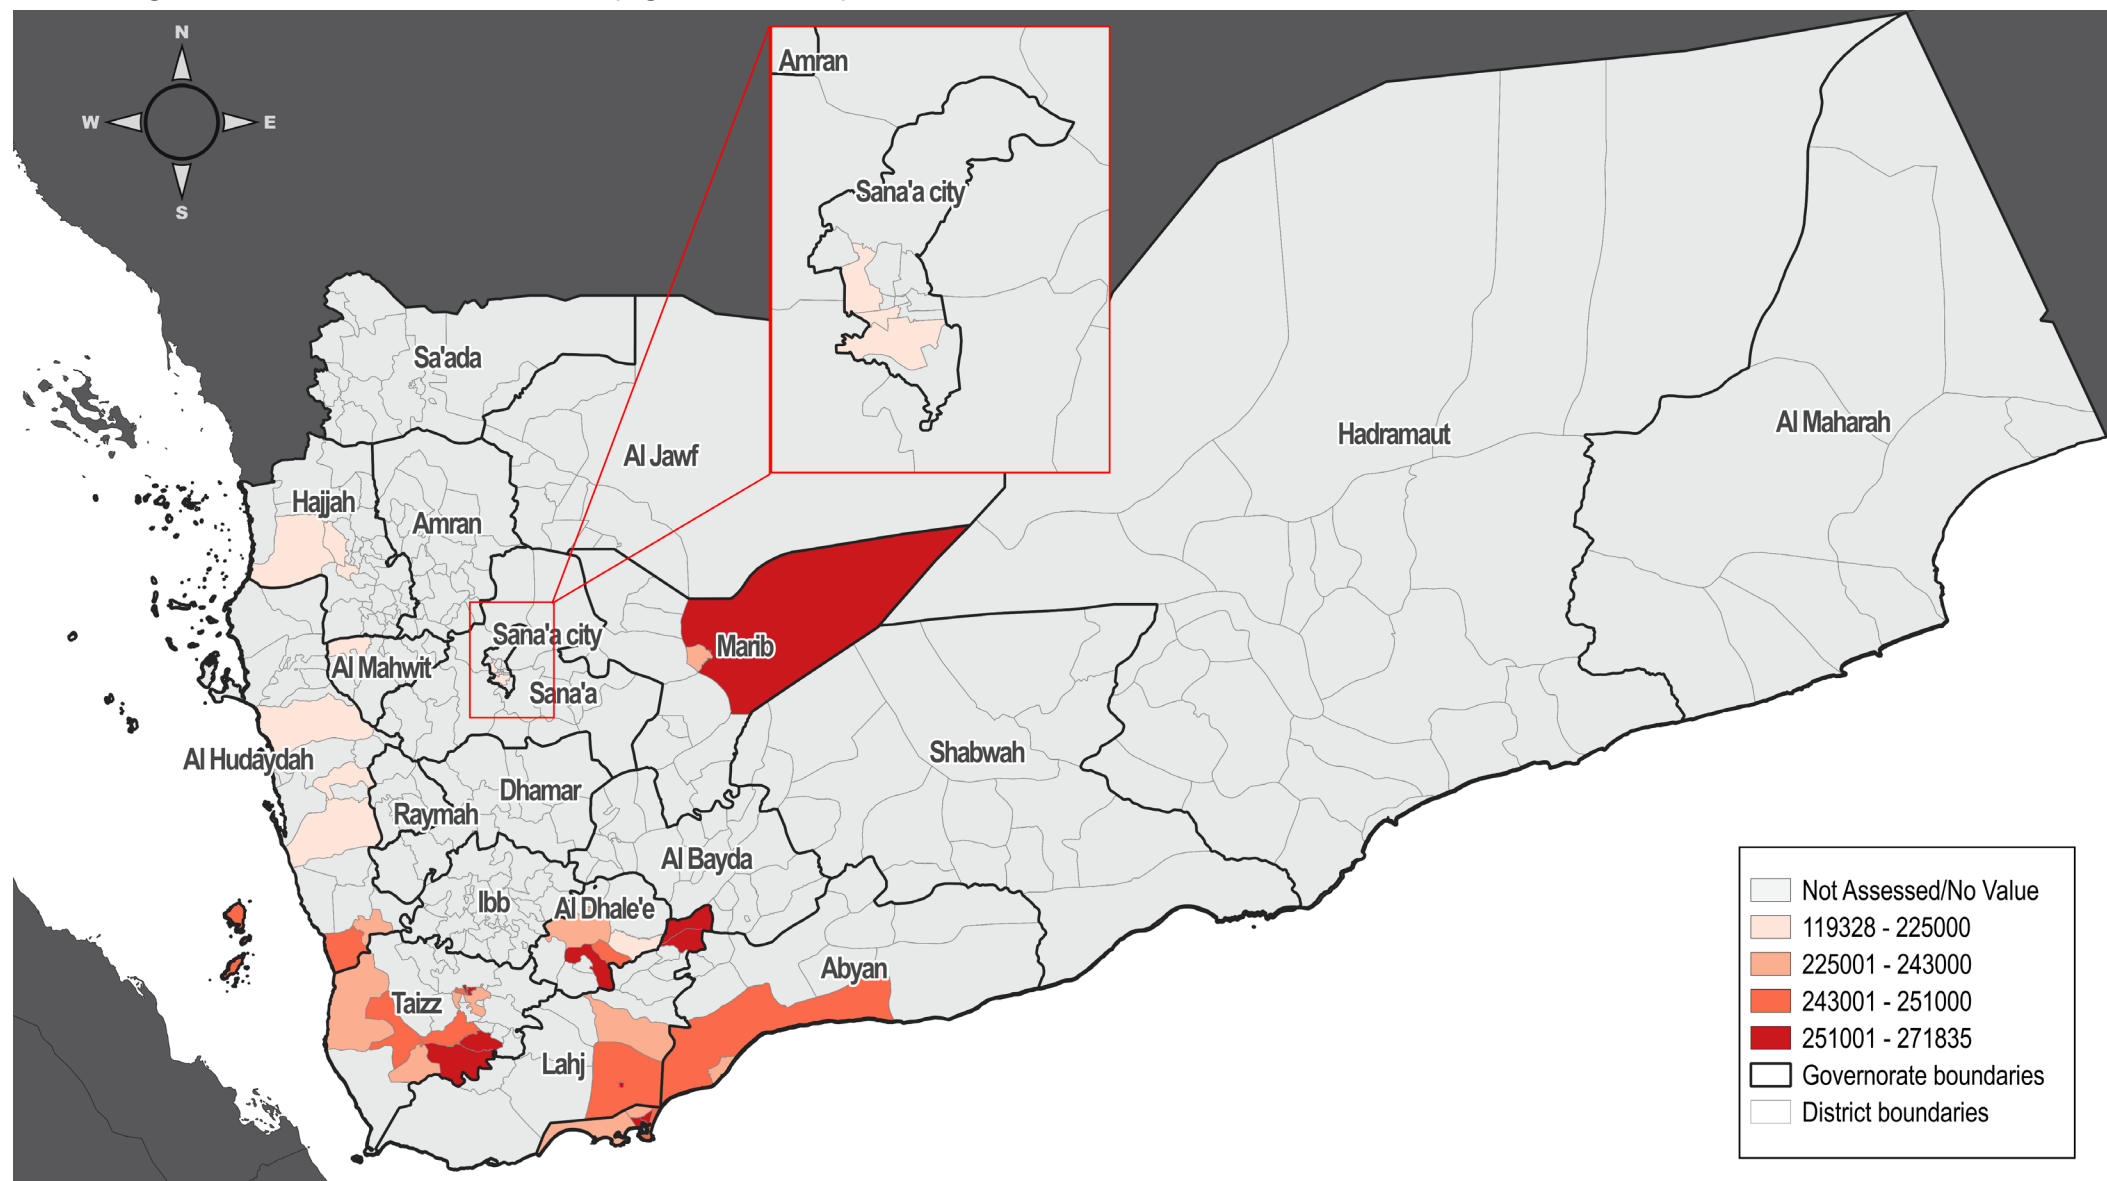 N
W
E
S
Amran
Sana'a city
Sa'ada
Al Jawf
Hadramaut
Al Maharah
Hajjah
Amran
Sana'a city
Marib
Al Mahwit
Sana'a
Al Hudaydah
Shabwah
Dhamar
Raymah
Al Bayda
Ibb
Al Dhale'e
Abyan
Taizz
Lahj
Not Assessed/No Value
119328 - 225000
225001 - 243000
243001 - 251000
251001 - 271835
Governorate boundaries
District boundaries